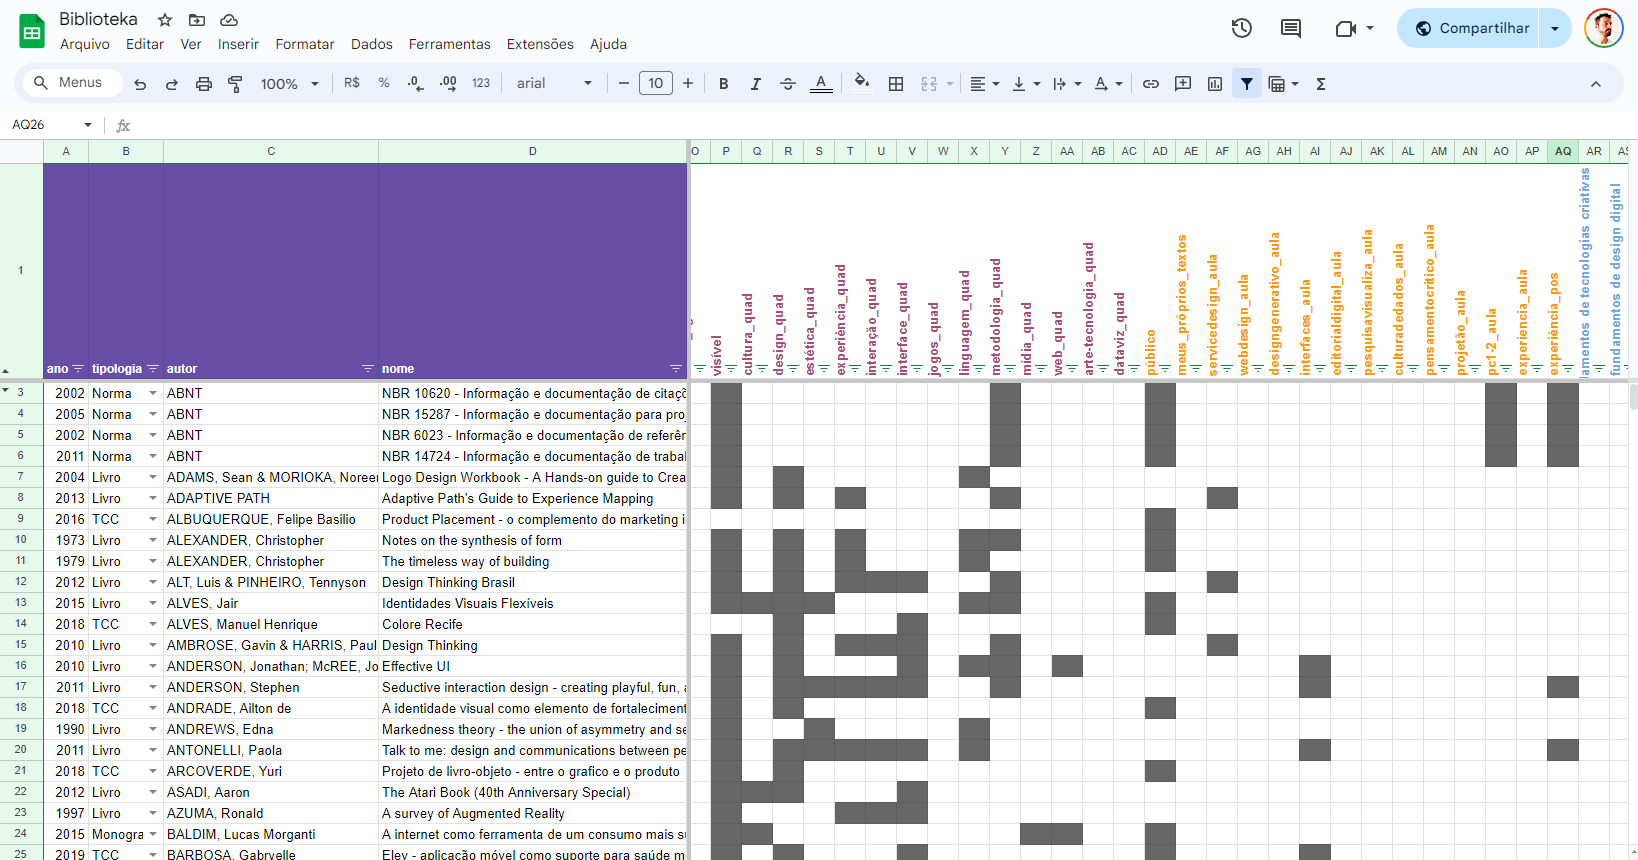 Biblioteka
Arquivo Editar Ver Inserir Formatar Dados Ferramentas Extensões Ajuda
Compartilhar
Menus 100% R$ % .0 .00 123 arial 10 B I A Σ
AQ26 fx
A B C D O P Q R S T U V W X Y Z AA AB AC AD AE AF AG AH AI AJ AK AL AM AN AO AP AQ AR AS
1
ano tipologia autor nome
visível
cultura_quad
design_quad
estética_quad
experiência_quad
interação_quad
interface_quad
jogos_quad
linguagem_quad
metodologia_quad
mídia_quad
web_quad
arte-tecnologia_quad
dataviz_quad
público
meus_próprios_textos
servicedesign_aula
webdesign_aula
designgenerativo_aula
interfaces_aula
editorialdigital_aula
pesquisavisualiza_aula
culturadedados_aula
pensamentocrítico_aula
projetão_aula
pc1-2_aula
experiencia_aula
experiência_pos
amentos de tecnologias criativas
fundamentos de design digital
3 2002 Norma ABNT NBR 10620 - Informação e documentação de citaçõ
4 2005 Norma ABNT NBR 15287 - Informação e documentação para proj
5 2002 Norma ABNT NBR 6023 - Informação e documentação de referên
6 2011 Norma ABNT NBR 14724 - Informação e documentação de trabal
7 2004 Livro ADAMS, Sean & MORIOKA, Noreen Logo Design Workbook - A Hands-on guide to Crea
8 2013 Livro ADAPTIVE PATH Adaptive Path's Guide to Experience Mapping
9 2016 TCC ALBUQUERQUE, Felipe Basilio Product Placement - o complemento do marketing i
10 1973 Livro ALEXANDER, Christopher Notes on the synthesis of form
11 1979 Livro ALEXANDER, Christopher The timeless way of building
12 2012 Livro ALT, Luis & PINHEIRO, Tennyson Design Thinking Brasil
13 2015 Livro ALVES, Jair Identidades Visuais Flexíveis
14 2018 TCC ALVES, Manuel Henrique Colore Recife
15 2010 Livro AMBROSE, Gavin & HARRIS, Paul Design Thinking
16 2010 Livro ANDERSON, Jonathan; McREE, Jo Effective UI
17 2011 Livro ANDERSON, Stephen Seductive interaction design - creating playful, fun, a
18 2018 TCC ANDRADE, Ailton de A identidade visual como elemento de fortaleciment
19 1990 Livro ANDREWS, Edna Markedness theory - the union of asymmetry and se
20 2011 Livro ANTONELLI, Paola Talk to me: design and communications between pe
21 2018 TCC ARCOVERDE, Yuri Projeto de livro-objeto - entre o grafico e o produto
22 2012 Livro ASADI, Aaron The Atari Book (40th Anniversary Special)
23 1997 Livro AZUMA, Ronald A survey of Augmented Reality
24 2015 Monogra BALDIM, Lucas Morganti A internet como ferramenta de um consumo mais su
25 2019 TCC BARBOSA, Gabryelle Elev - aplicação móvel como suporte para saúde m